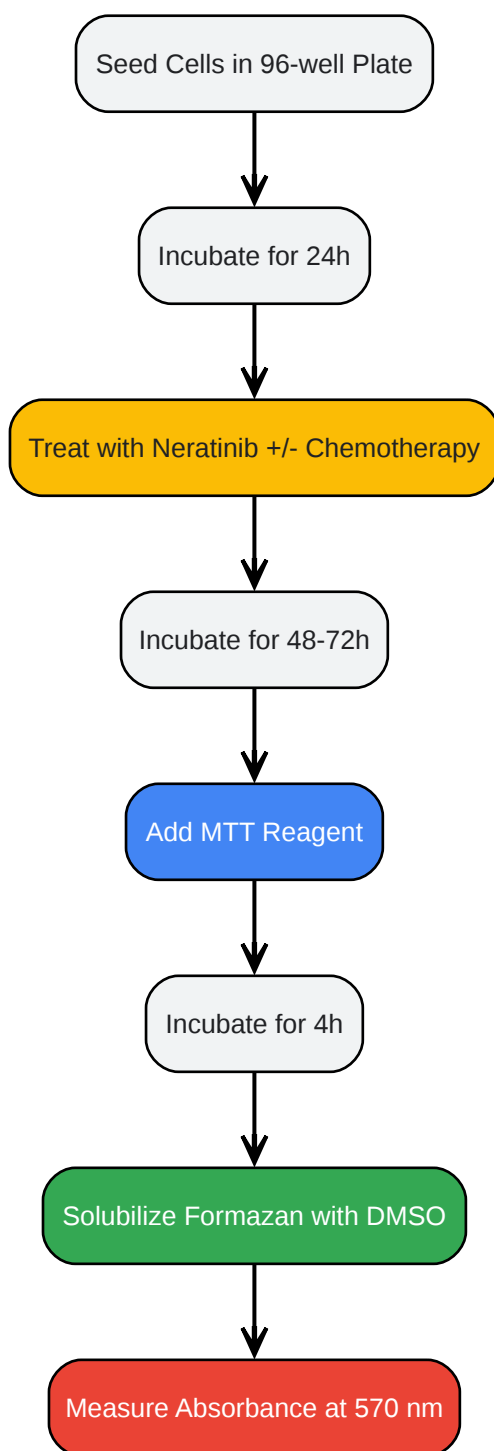 Seed Cells in 96-well Plate
Incubate for 24h
Treat with Neratinib +/- Chemotherapy
Incubate for 48-72h
Add MTT Reagent
Incubate for 4h
Solubilize Formazan with DMSO
Measure Absorbance at 570 nm